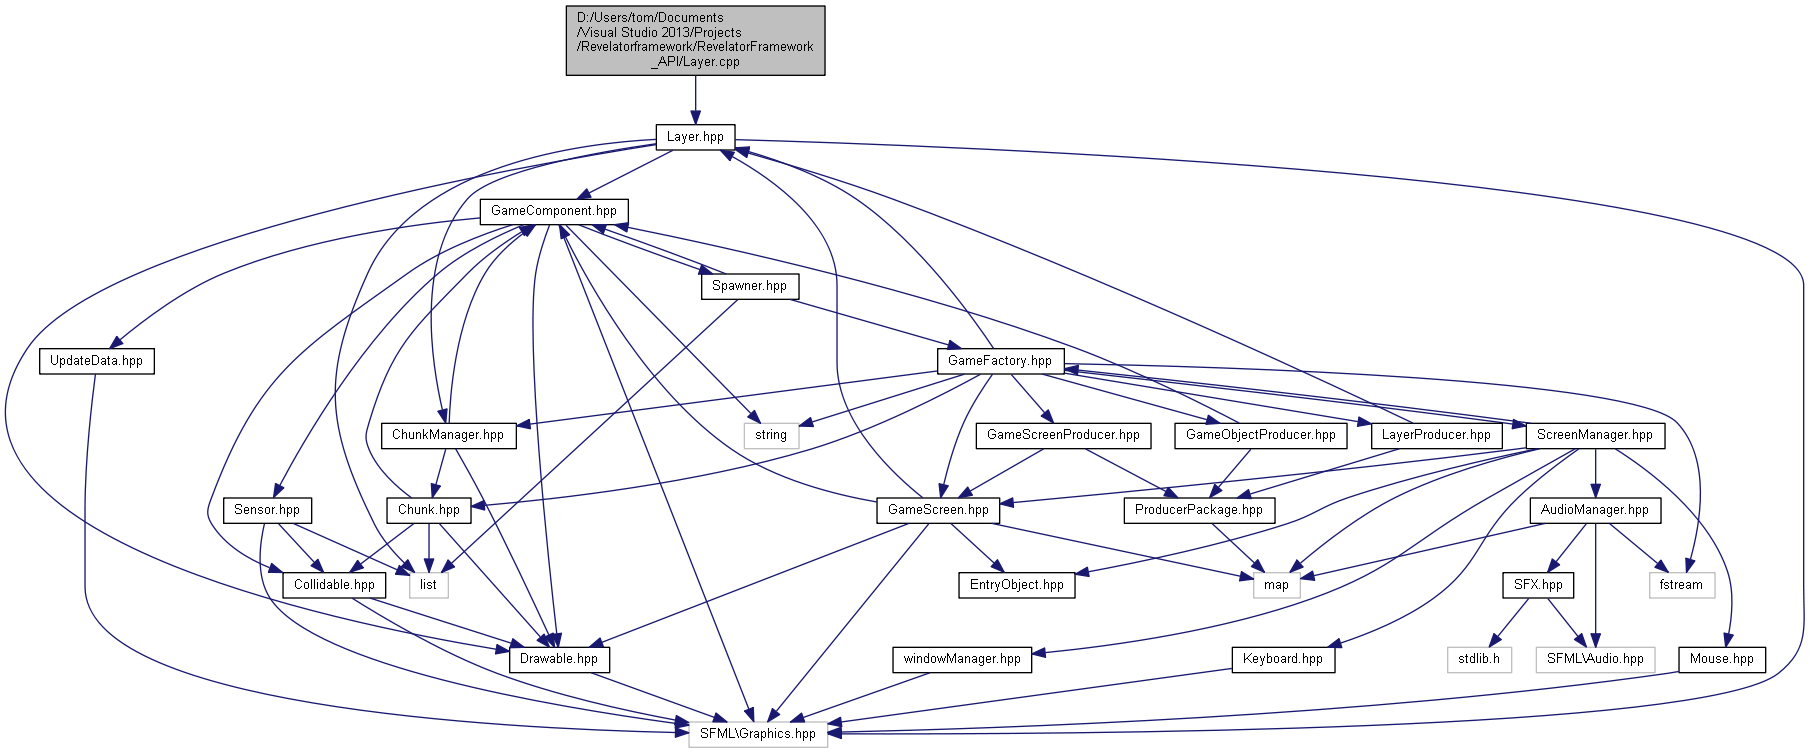 D:/Users/tom/Documents
/Visual Studio 2013/Projects
/Revelatorframework/RevelatorFramework
_API/Layer.cpp
Layer.hpp
GameComponent.hpp
Spawner.hpp
UpdateData.hpp
GameFactory.hpp
ChunkManager.hpp
string
GameScreenProducer.hpp
GameObjectProducer.hpp
LayerProducer.hpp
ScreenManager.hpp
Sensor.hpp
Chunk.hpp
GameScreen.hpp
ProducerPackage.hpp
AudioManager.hpp
Collidable.hpp
list
EntryObject.hpp
map
SFX.hpp
fstream
Drawable.hpp
windowManager.hpp
Keyboard.hpp
stdlib.h
SFML\Audio.hpp
Mouse.hpp
SFML\Graphics.hpp